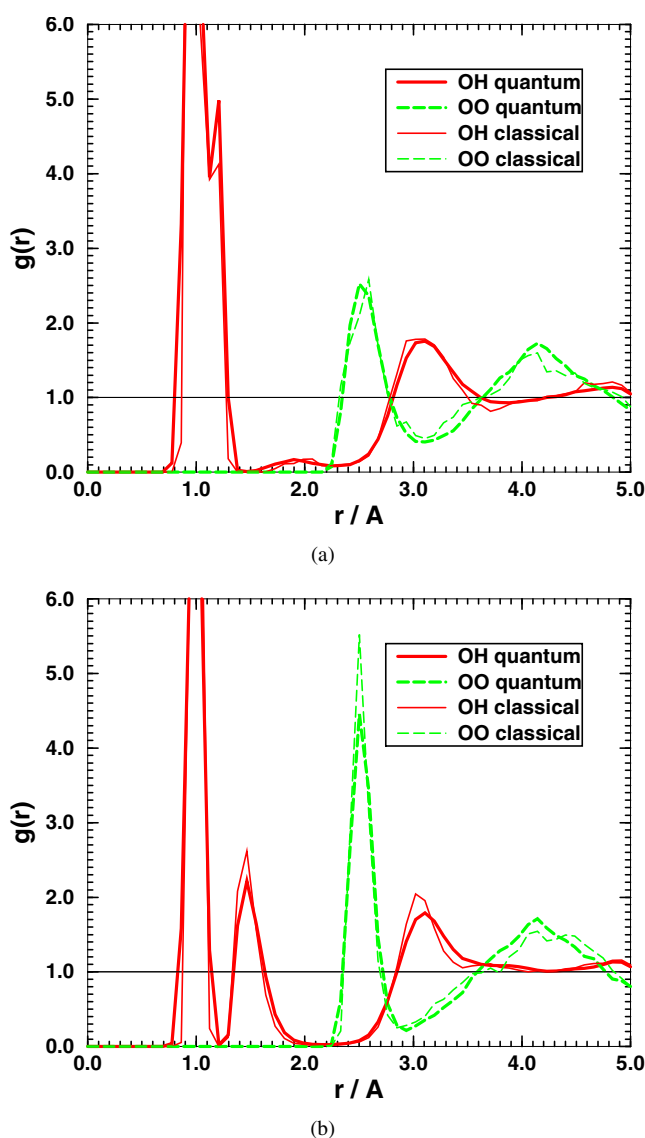 6.0
5.0
4.0
3.0
2.0
1.0
0.0
g(r)
OH quantum
OO quantum
OH classical
OO classical
0.0 1.0 2.0 3.0 4.0 5.0
r / A
(a)
6.0
5.0
4.0
3.0
2.0
1.0
0.0
g(r)
OH quantum
OO quantum
OH classical
OO classical
0.0 1.0 2.0 3.0 4.0 5.0
r / A
(b)